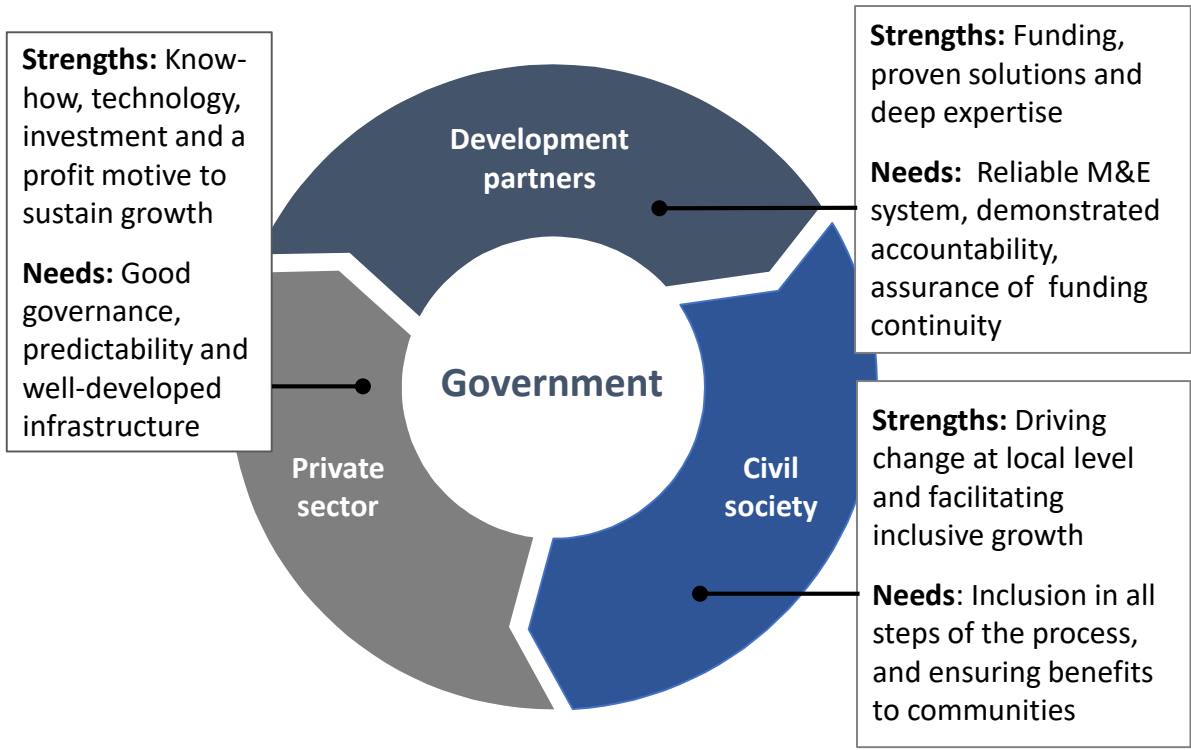 Strengths: Know-
how, technology,
investment and a
profit motive to
sustain growth
Needs: Good
governance,
predictability and
well-developed
infrastructure
Development
partners
Strengths: Funding,
proven solutions and
deep expertise
Needs:  Reliable M&E
system, demonstrated
accountability,
assurance of  funding
continuity
Government
Private
sector
Civil
society
Strengths: Driving
change at local level
and facilitating
inclusive growth
Needs: Inclusion in all
steps of the process,
and ensuring benefits
to communities